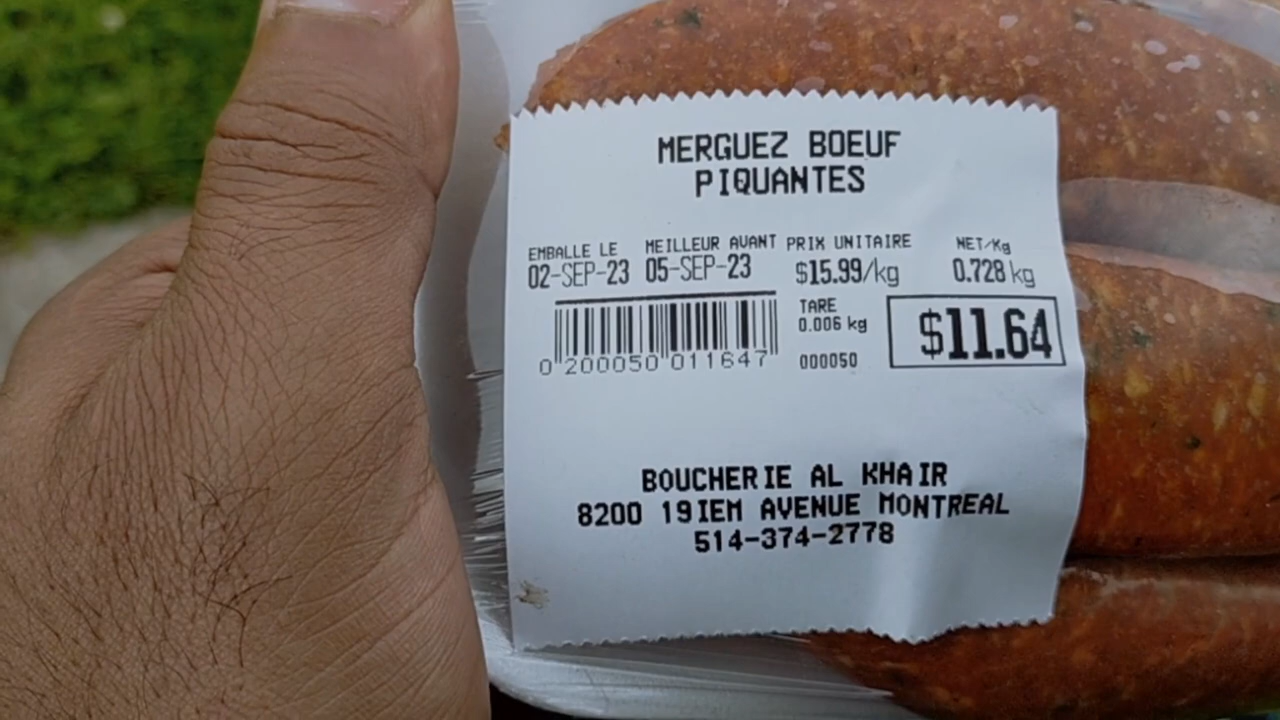 MERGUEZ BOEUF
PIQUANTES
EMBALLE LE MEILLEUR AVANT PRIX UNITAIRE NET/Kg
02-SEP-23 05-SEP-23 $15.99/kg 0.728 kg
TARE
0.006 kg
$11.64
0 200050 011647
000050
BOUCHERIE AL KHAIR
8200 19IEM AVENUE MONTREAL
514-374-2778